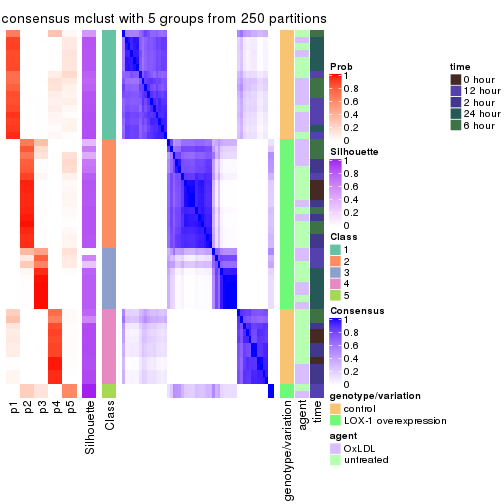 consensus mclust with 5 groups from 250 partitions
Prob
1
0.8
0.6
0.4
0.2
0
time
0 hour
12 hour
2 hour
24 hour
6 hour
Silhouette
1
0.8
0.6
0.4
0.2
0
Class
1
2
3
4
5
Consensus
1
0.8
0.6
0.4
0.2
0
genotype/variation
control
LOX-1 overexpression
agent
OxLDL
untreated
p1
p2
p3
p4
p5
Silhouette
Class
genotype/variation
agent
time